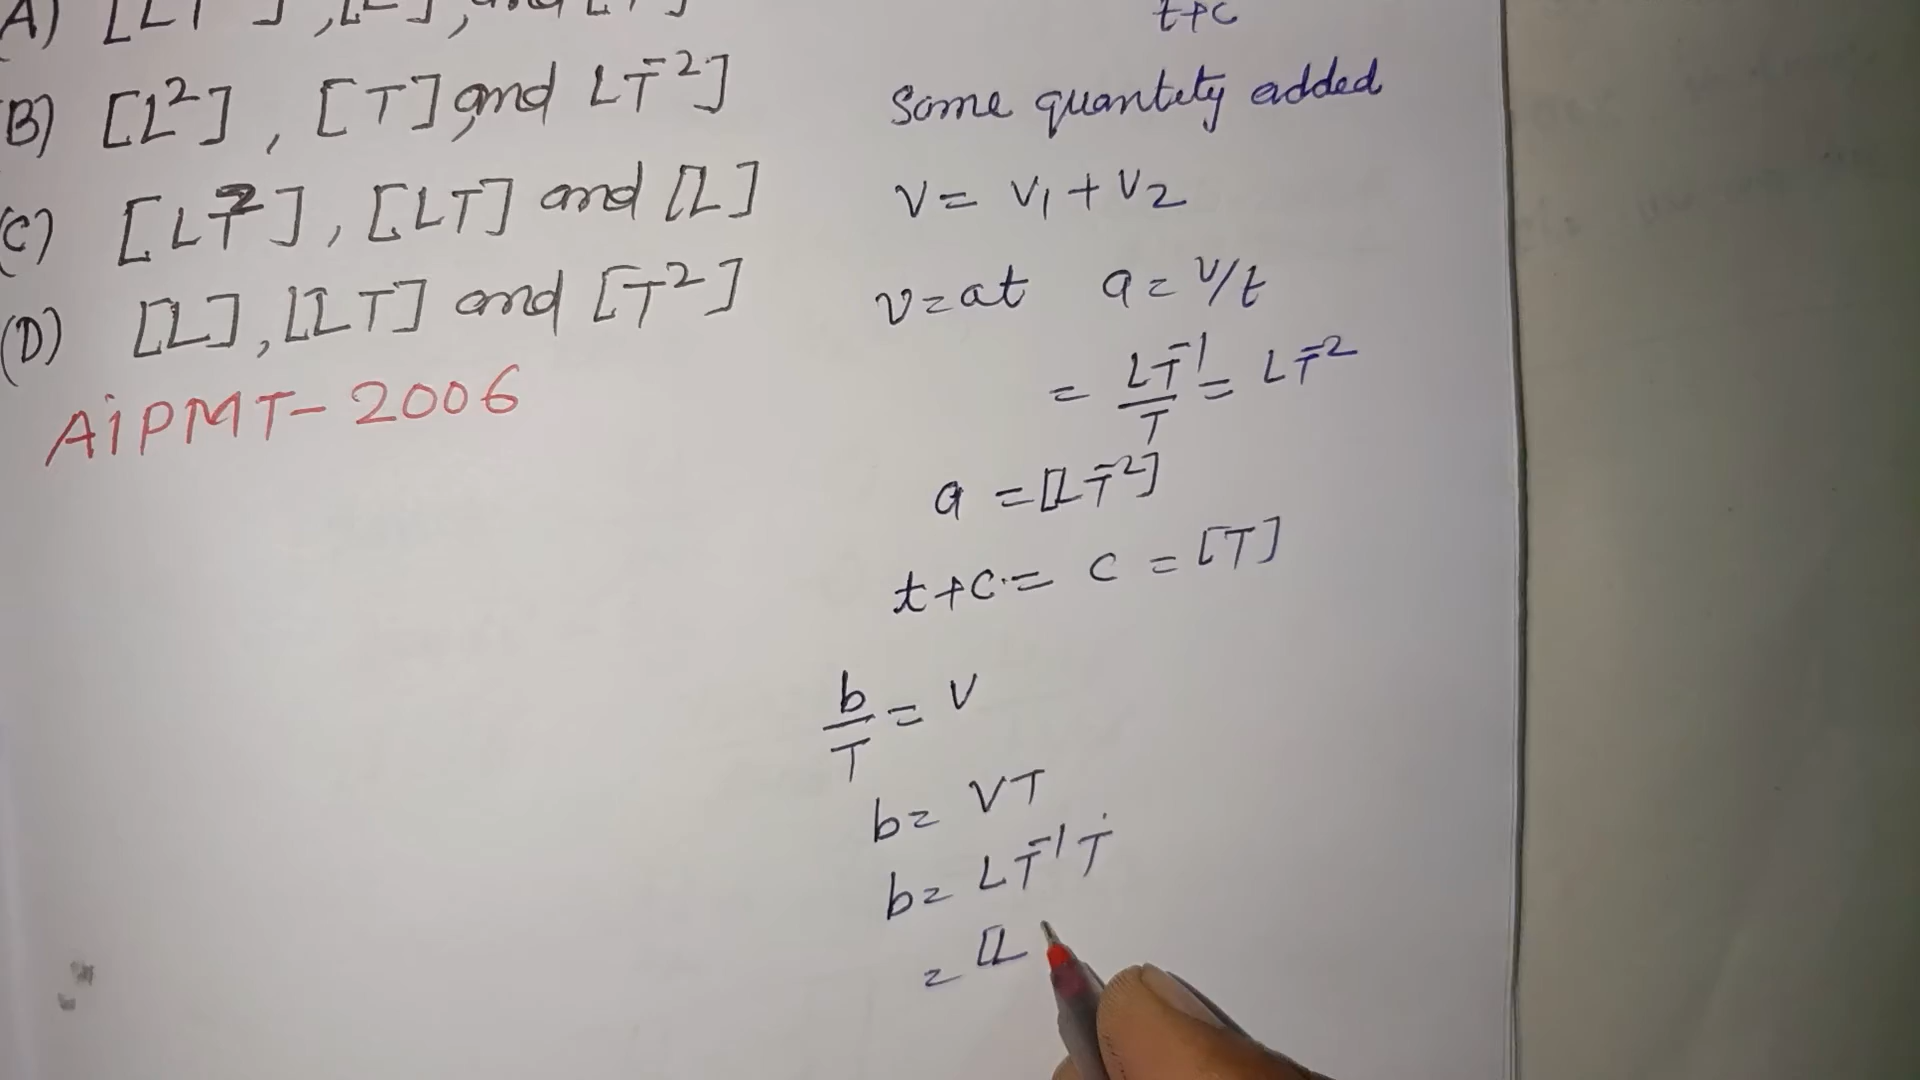 (B) [L²], [T] and LT⁻²]
(C) [LT²], [LT] and [L]
(D) [L], [LT] and [T²]
AiPMT-2006
t+c
Same quantity added
v = v₁ + v₂
v=at a = v/t
= LT⁻¹/T = LT⁻²
a = [LT⁻²]
t+c = c = [T]
b/T = v
b = VT
b = LT⁻¹T
= [L